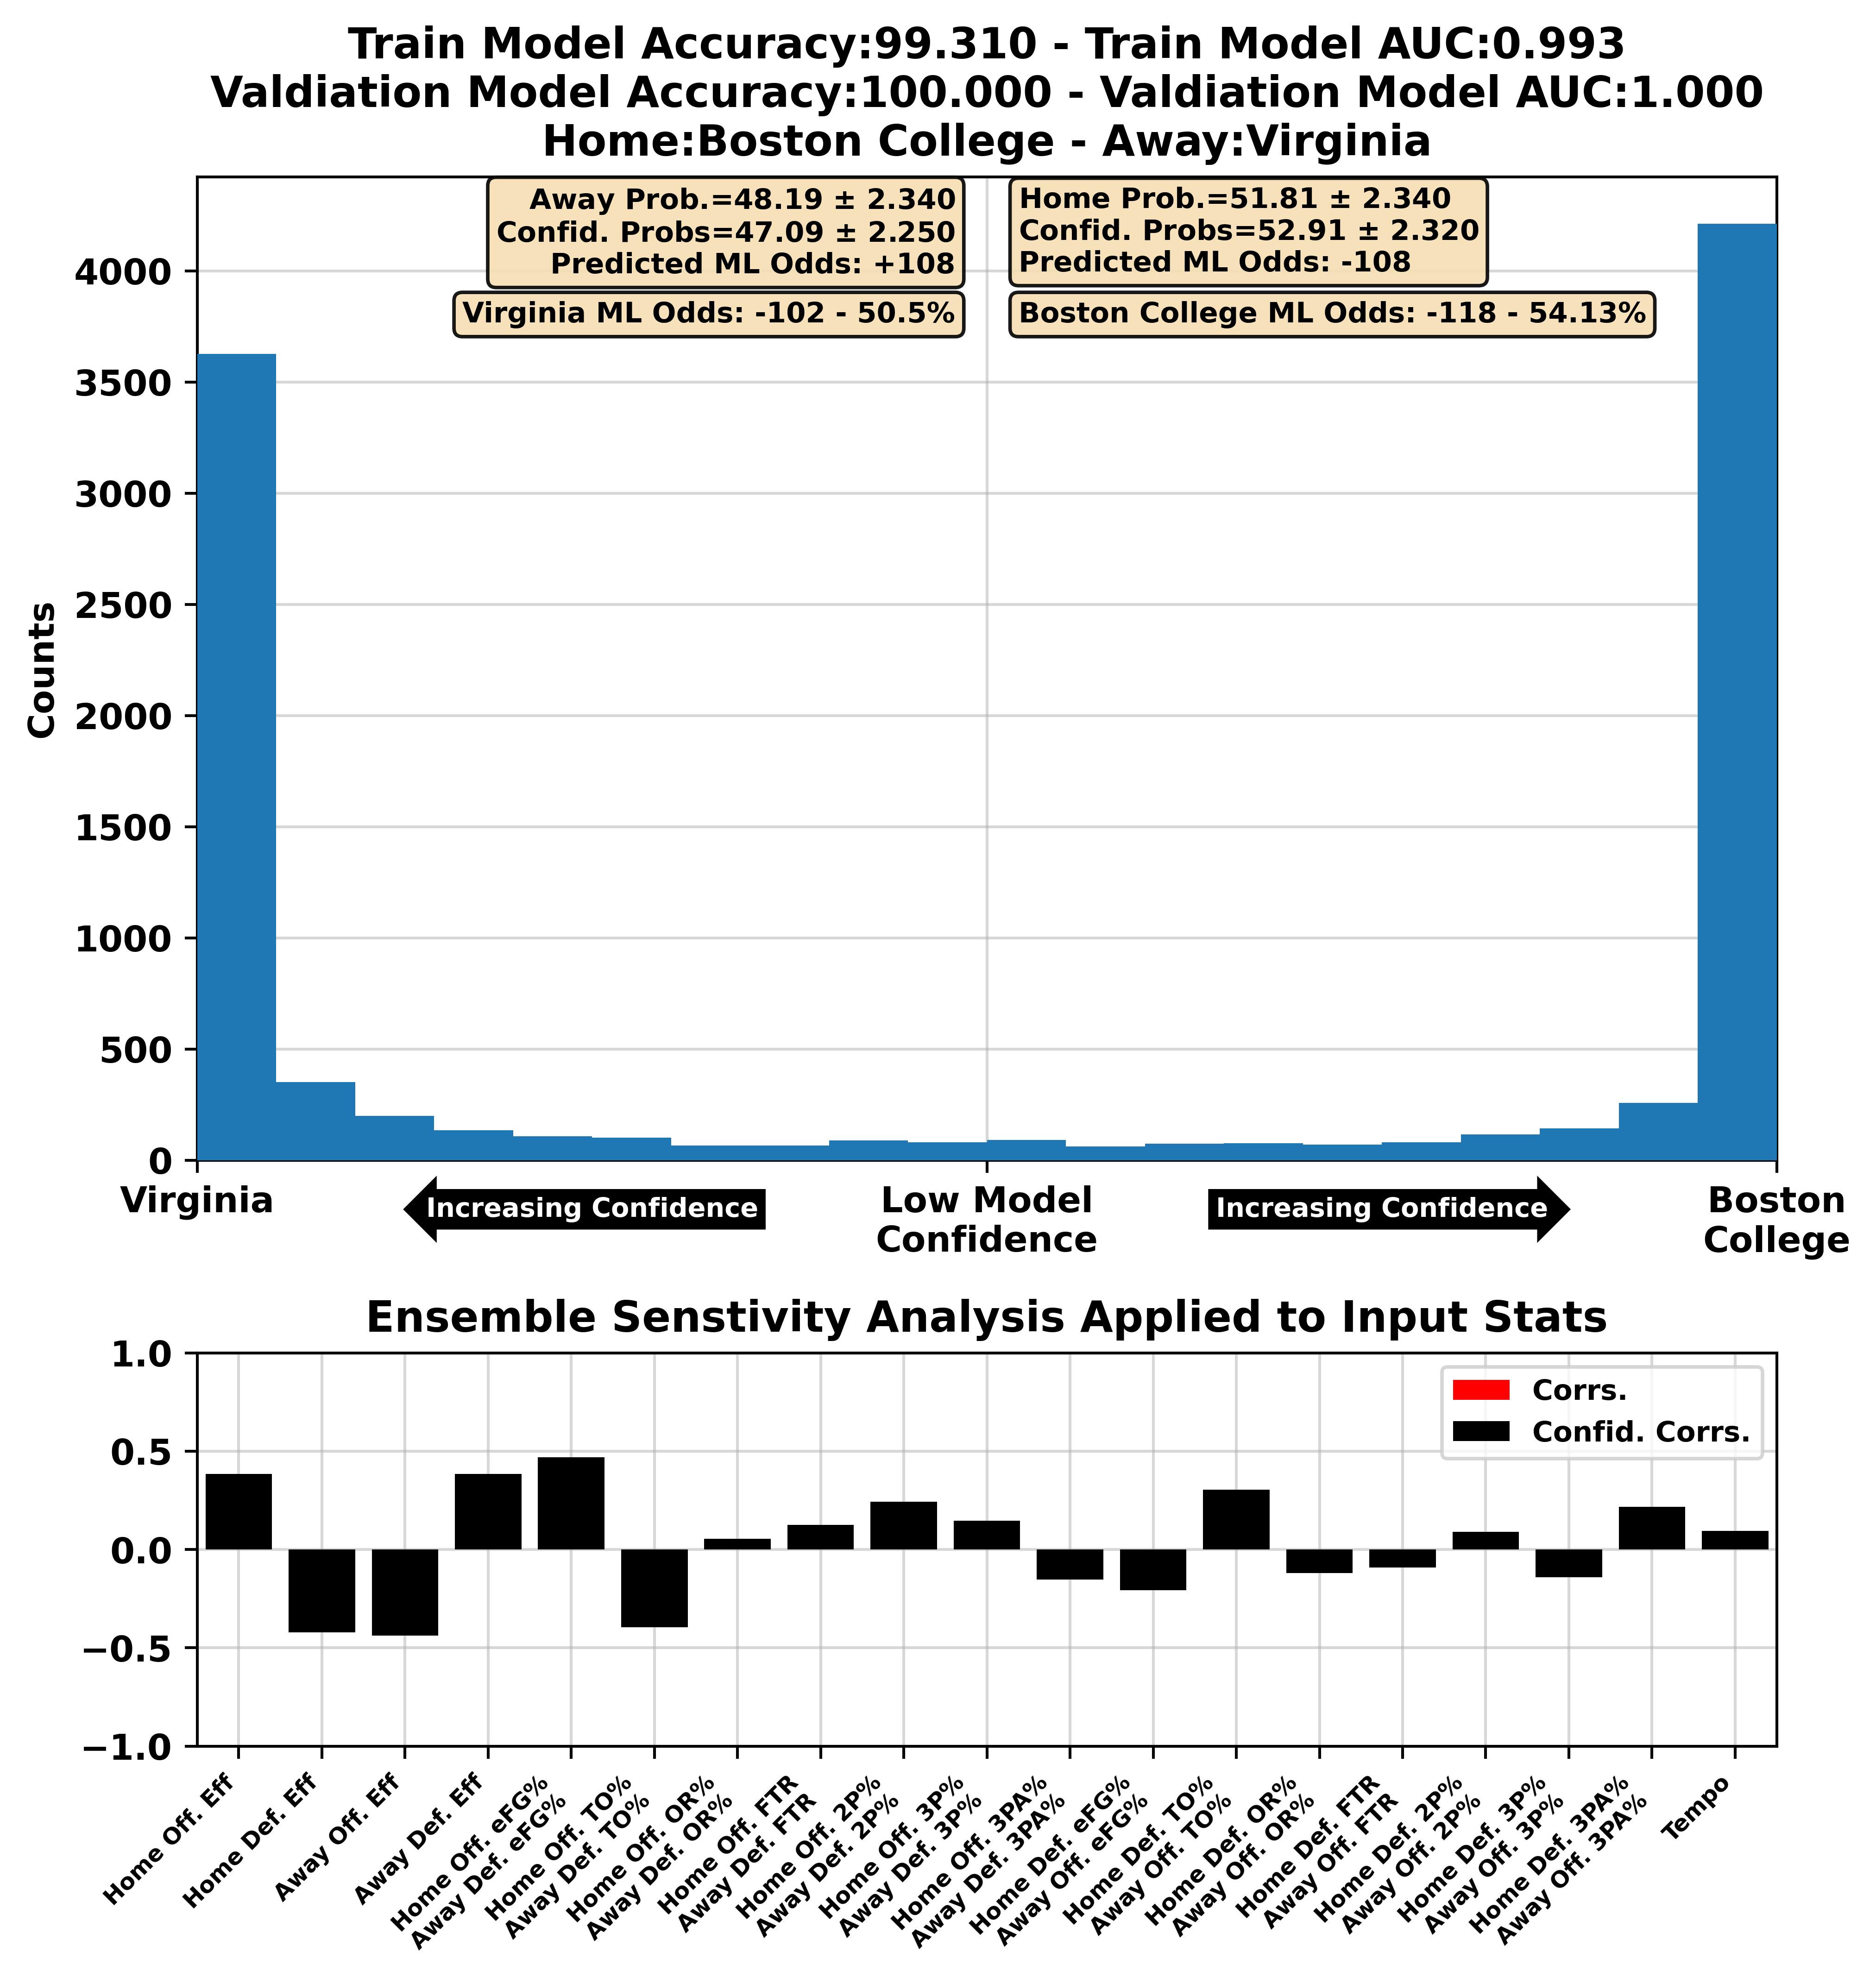 Train Model Accuracy:99.310 - Train Model AUC:0.993
Valdiation Model Accuracy:100.000 - Valdiation Model AUC:1.000
Home:Boston College - Away:Virginia
Away Prob.=48.19 ± 2.340
Confid. Probs=47.09 ± 2.250
Predicted ML Odds: +108
Virginia ML Odds: -102 - 50.5%
Home Prob.=51.81 ± 2.340
Confid. Probs=52.91 ± 2.320
Predicted ML Odds: -108
Boston College ML Odds: -118 - 54.13%
Counts
4000
3500
3000
2500
2000
1500
1000
500
0
Virginia
Increasing Confidence
Low Model
Confidence
Increasing Confidence
Boston
College
Ensemble Senstivity Analysis Applied to Input Stats
1.0
0.5
0.0
−0.5
−1.0
Corrs.
Confid. Corrs.
Home Off. Eff
Home Def. Eff
Away Off. Eff
Away Def. Eff
Home Off. eFG%
Away Def. eFG%
Home Off. TO%
Away Def. TO%
Home Off. OR%
Away Def. OR%
Home Off. FTR
Away Def. FTR
Home Off. 2P%
Away Def. 2P%
Home Off. 3P%
Away Def. 3P%
Home Off. 3PA%
Away Def. 3PA%
Home Def. eFG%
Away Off. eFG%
Home Def. TO%
Away Off. TO%
Home Def. OR%
Away Off. OR%
Home Def. FTR
Away Off. FTR
Home Def. 2P%
Away Off. 2P%
Home Def. 3P%
Away Off. 3P%
Home Def. 3PA%
Away Off. 3PA%
Tempo